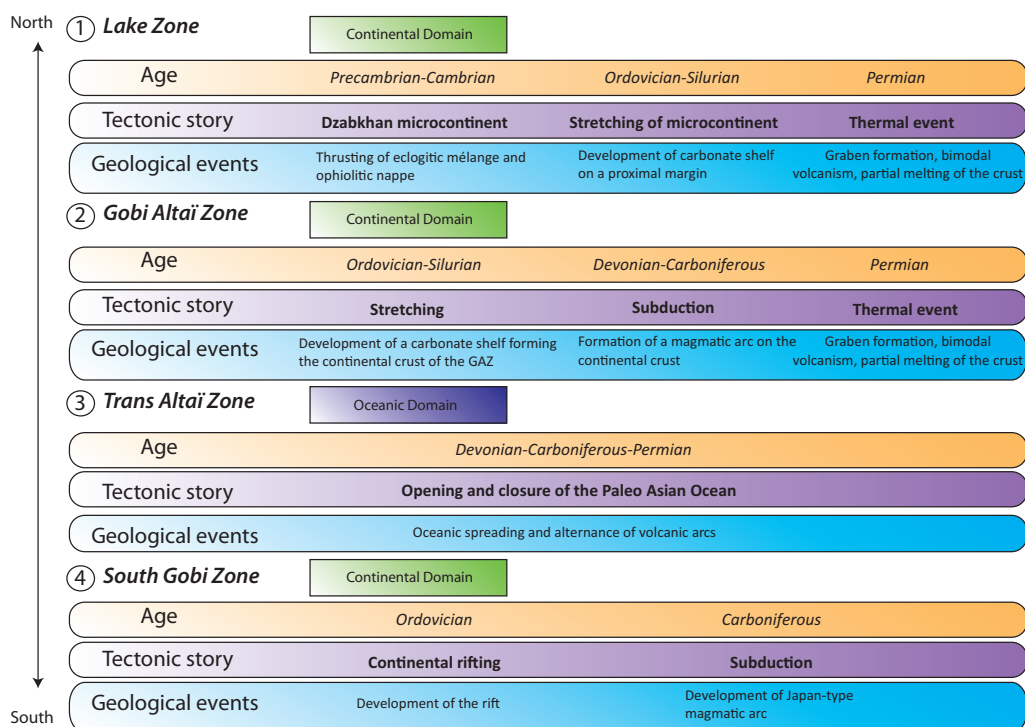 North
1 Lake Zone
Continental Domain
Age Precambrian-Cambrian Ordovician-Silurian Permian
Tectonic story Dzabkhan microcontinent Stretching of microcontinent Thermal event
Geological events
Thrusting of eclogitic mélange and
ophiolitic nappe
Development of carbonate shelf
on a proximal margin
Graben formation, bimodal
volcanism, partial melting of the crust
2 Gobi Altaï Zone
Continental Domain
Age Ordovician-Silurian Devonian-Carboniferous Permian
Tectonic story Stretching Subduction Thermal event
Geological events
Development of a carbonate shelf forming
the continental crust of the GAZ
Formation of a magmatic arc on the
continental crust
Graben formation, bimodal
volcanism, partial melting of the crust
3 Trans Altaï Zone
Oceanic Domain
Age Devonian-Carboniferous-Permian
Tectonic story Opening and closure of the Paleo Asian Ocean
Geological events Oceanic spreading and alternance of volcanic arcs
4 South Gobi Zone
Continental Domain
Age Ordovician Carboniferous
Tectonic story Continental rifting Subduction
Geological events Development of the rift
Development of Japan-type
magmatic arc
South